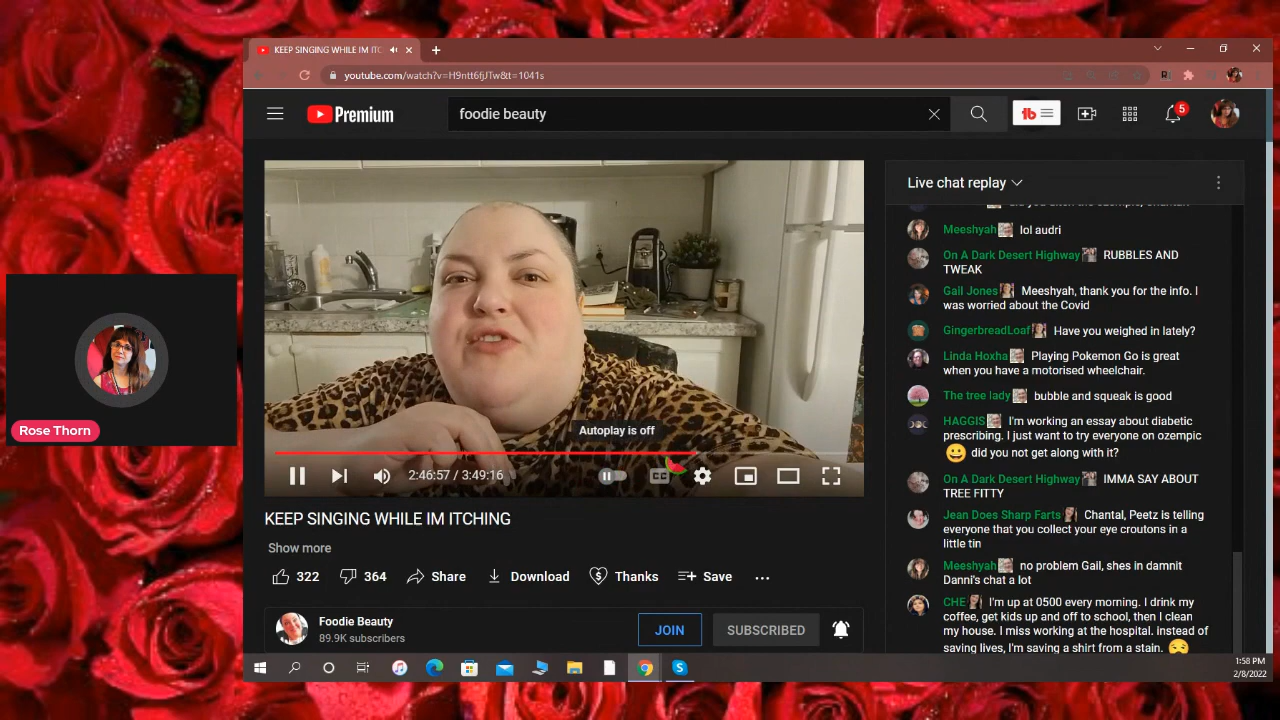 KEEP SINGING WHILE IM ITC
youtube.com/watch?v=H9ntt6fjJTw&t=1041s
Premium
foodie beauty
5
Live chat replay
Meeshyah lol audri
On A Dark Desert Highway RUBBLES AND
TWEAK
Gail Jones Meeshyah, thank you for the info. I
was worried about the Covid
GingerbreadLoaf Have you weighed in lately?
Linda Hoxha Playing Pokemon Go is great
when you have a motorised wheelchair.
The tree lady bubble and squeak is good
HAGGIS I'm working an essay about diabetic
prescribing. I just want to try everyone on ozempic
😀 did you not get along with it?
On A Dark Desert Highway IMMA SAY ABOUT
TREE FITTY
Jean Does Sharp Farts Chantal, Peetz is telling
everyone that you collect your eye croutons in a
little tin
Meeshyah no problem Gail, shes in damnit
Danni's chat a lot
CHE I'm up at 0500 every morning. I drink my
coffee, get kids up and off to school, then I clean
my house. I miss working at the hospital. instead of
saving lives, I'm saving a shirt from a stain. 😒
Rose Thorn
Autoplay is off
2:46:57 / 3:49:16
CC
KEEP SINGING WHILE IM ITCHING
Show more
322
364
Share
Download
Thanks
Save
Foodie Beauty
89.9K subscribers
JOIN
SUBSCRIBED
1:58 PM
2/8/2022